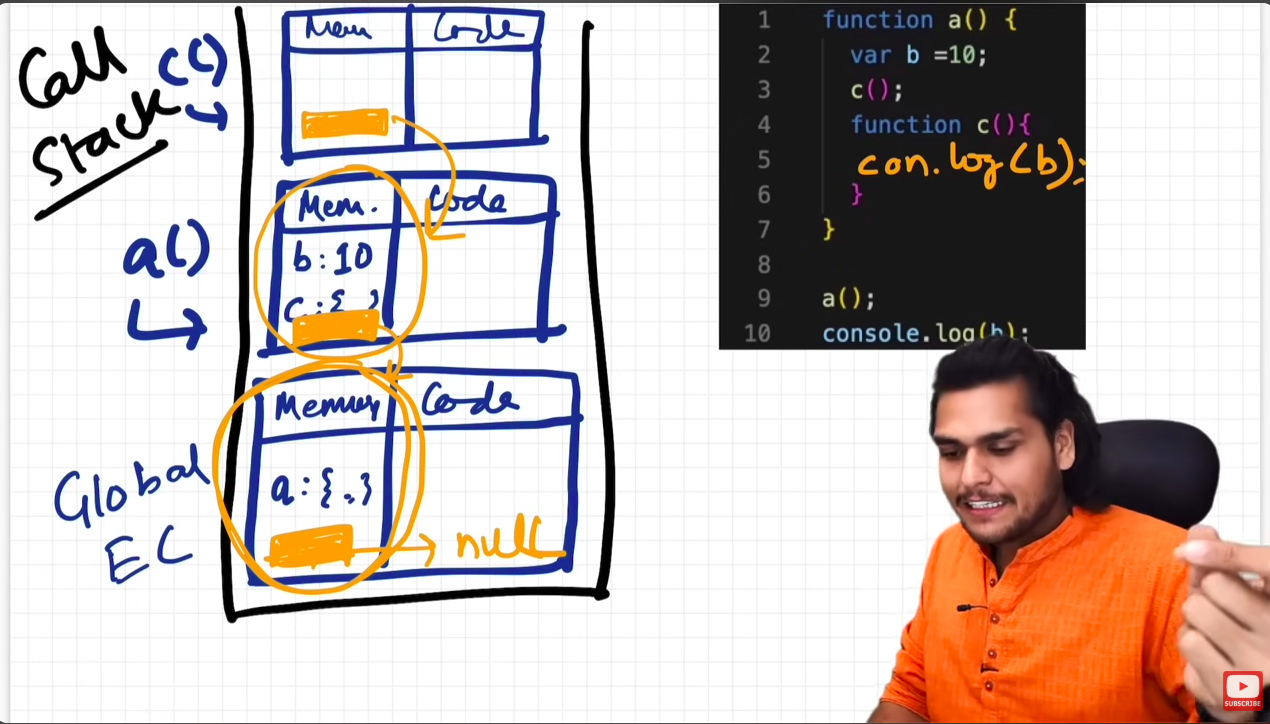 Call
Stack
c()
Mem
Code
a()
Mem.
Code
b : 10
c : { }
Global
EC
Memory
Code
a : { . }
null
1 function a() {
2 var b =10;
3 c();
4 function c(){
5 con.log(b);
6 }
7 }
8
9 a();
10 console.log(b);
SUBSCRIBE